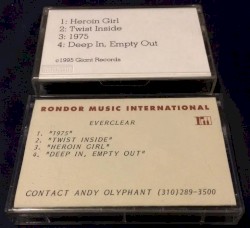 1: Heroin Girl
2: Twist Inside
3: 1975
4: Deep In, Empty Out
©1995 Giant Records
RONDOR MUSIC INTERNATIONAL
EVERCLEAR
1. "1975"
2. "TWIST INSIDE"
3. "HEROIN GIRL"
4. "DEEP IN, EMPTY OUT"
CONTACT ANDY OLYPHANT (310)289-3500